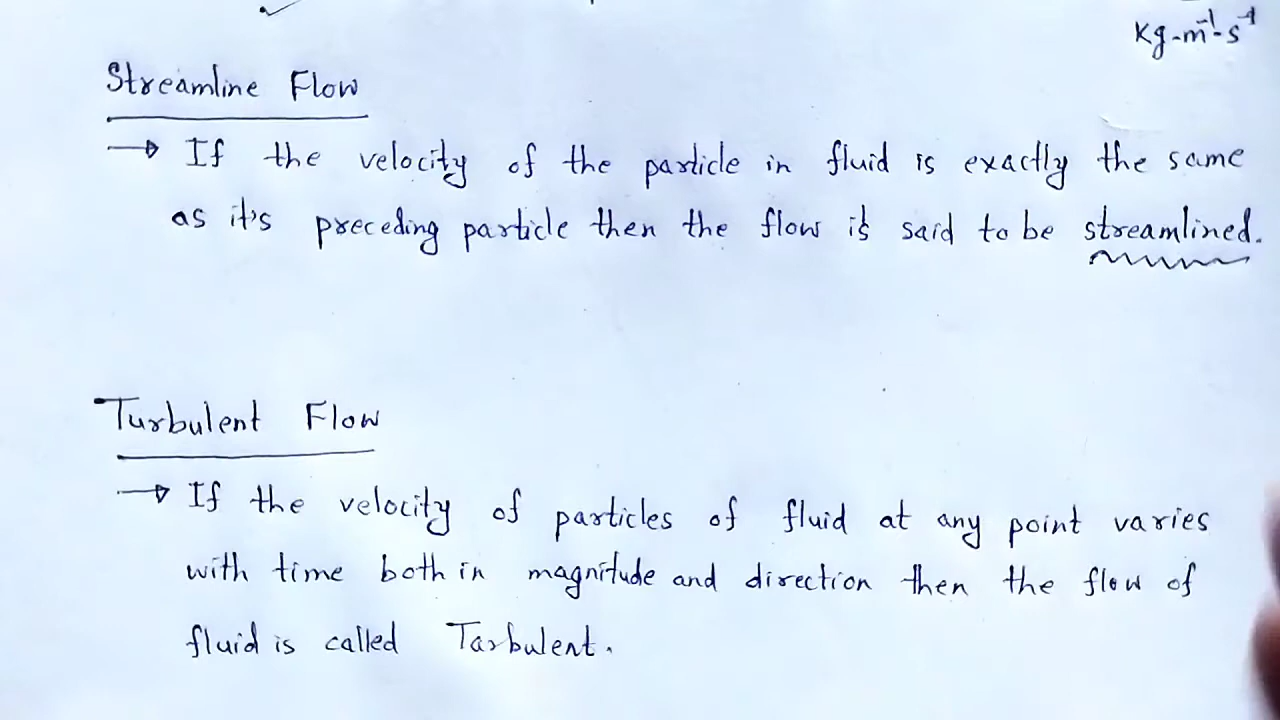 Kg-m⁻¹-s⁻¹
Streamline Flow
→ If the velocity of the particle in fluid is exactly the same
as it's preceding particle then the flow is said to be streamlined.
Turbulent Flow
→ If the velocity of particles of fluid at any point varies
with time both in magnitude and direction then the flow of
fluid is called Tarbulent.